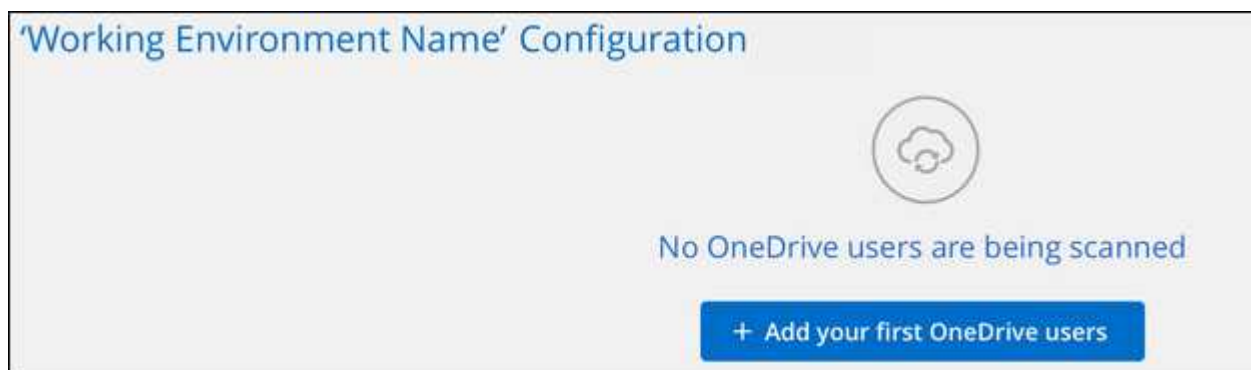 ‘Working Environment Name’ Configuration
No OneDrive users are being scanned
+ Add your first OneDrive users